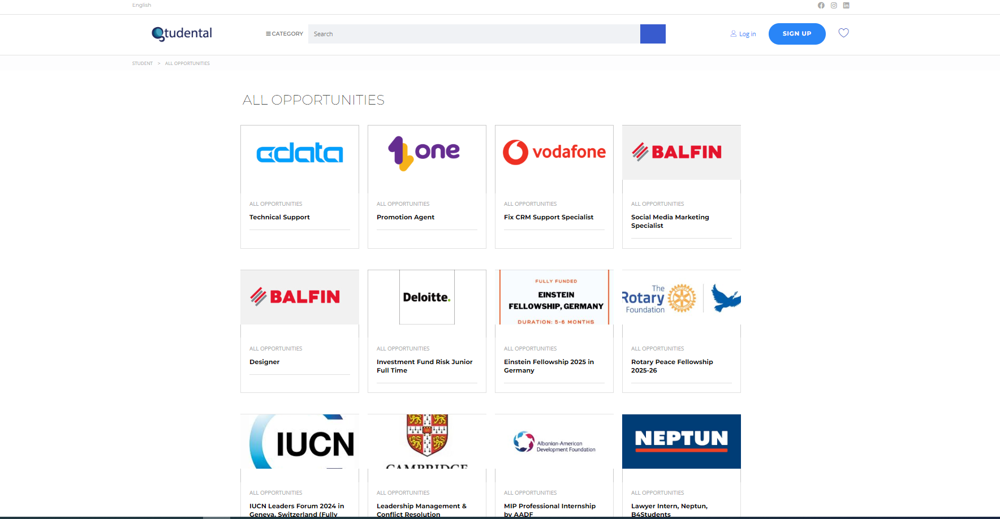 English
Studental
CATEGORY
Search
Log in
SIGN UP
STUDENT > ALL OPPORTUNITIES
ALL OPPORTUNITIES
cdata
one
vodafone
BALFIN
ALL OPPORTUNITIES
Technical Support
ALL OPPORTUNITIES
Promotion Agent
ALL OPPORTUNITIES
Fix CRM Support Specialist
ALL OPPORTUNITIES
Social Media Marketing
Specialist
BALFIN
Deloitte.
FULLY FUNDED
EINSTEIN
FELLOWSHIP, GERMANY
DURATION: 5-6 MONTHS
The
Rotary
Foundation
ALL OPPORTUNITIES
Designer
ALL OPPORTUNITIES
Investment Fund Risk Junior
Full Time
ALL OPPORTUNITIES
Einstein Fellowship 2025 in
Germany
ALL OPPORTUNITIES
Rotary Peace Fellowship
2025-26
IUCN
CAMBRIDGE
Albanian-American
Development Foundation
NEPTUN
ALL OPPORTUNITIES
IUCN Leaders Forum 2024 in
Geneva, Switzerland (Fully
ALL OPPORTUNITIES
Leadership Management &
Conflict Resolution
ALL OPPORTUNITIES
MIP Professional Internship
by AADF
ALL OPPORTUNITIES
Lawyer Intern, Neptun,
B4Students